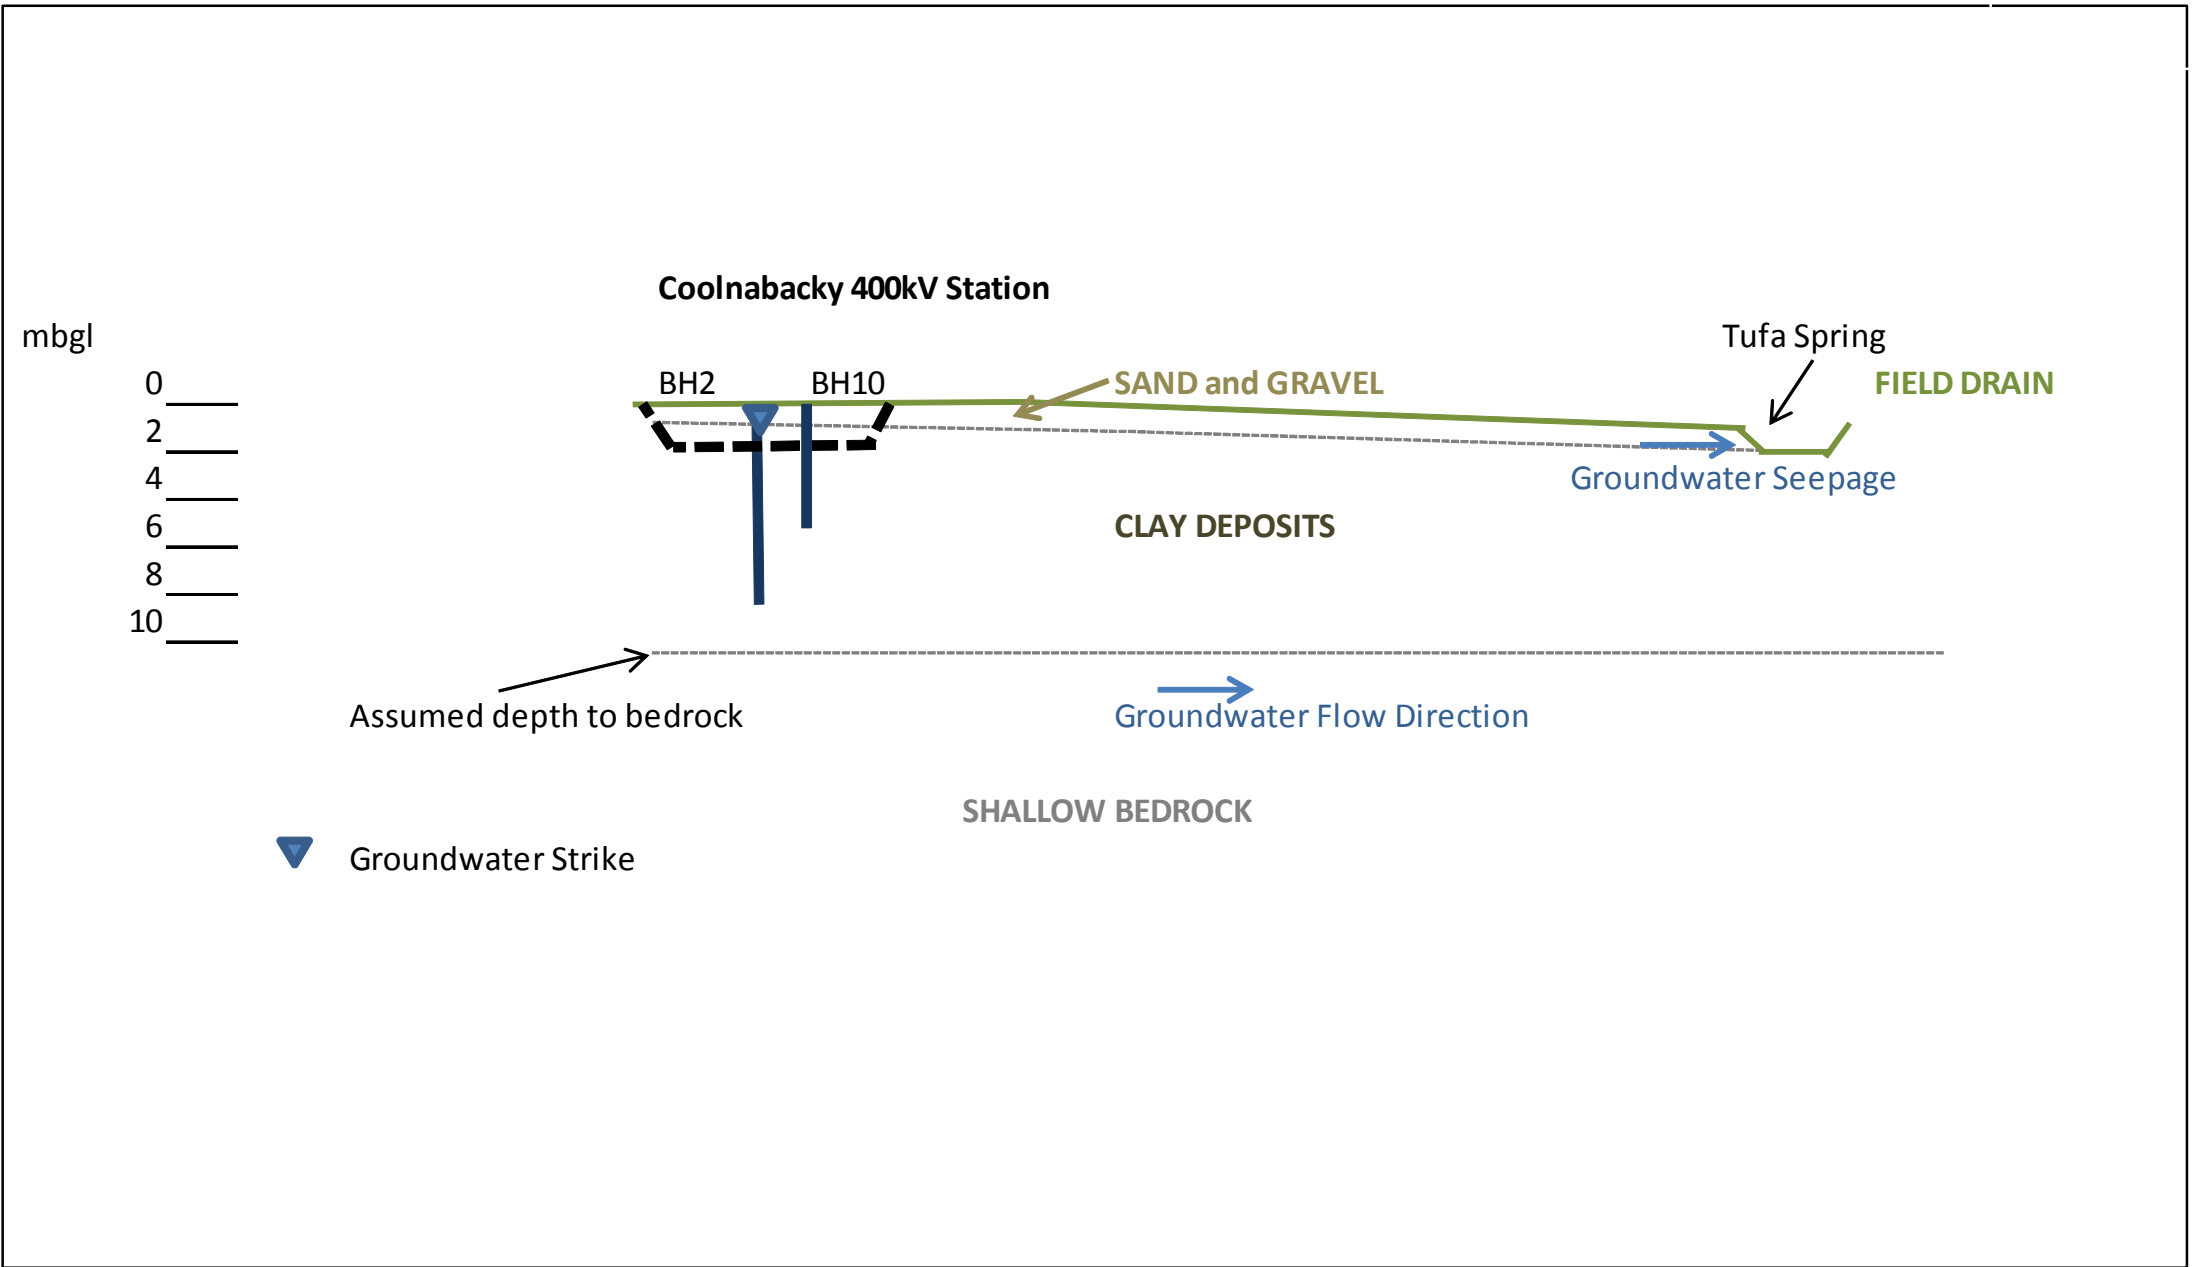 Coolnabacky 400kV Station
mbgl
Tufa Spring
0
BH2
BH10
SAND and GRAVEL
FIELD DRAIN
2
4
Groundwater Seepage
6
CLAY DEPOSITS
8
10
Assumed depth to bedrock
Groundwater Flow Direction
SHALLOW BEDROCK
Groundwater Strike